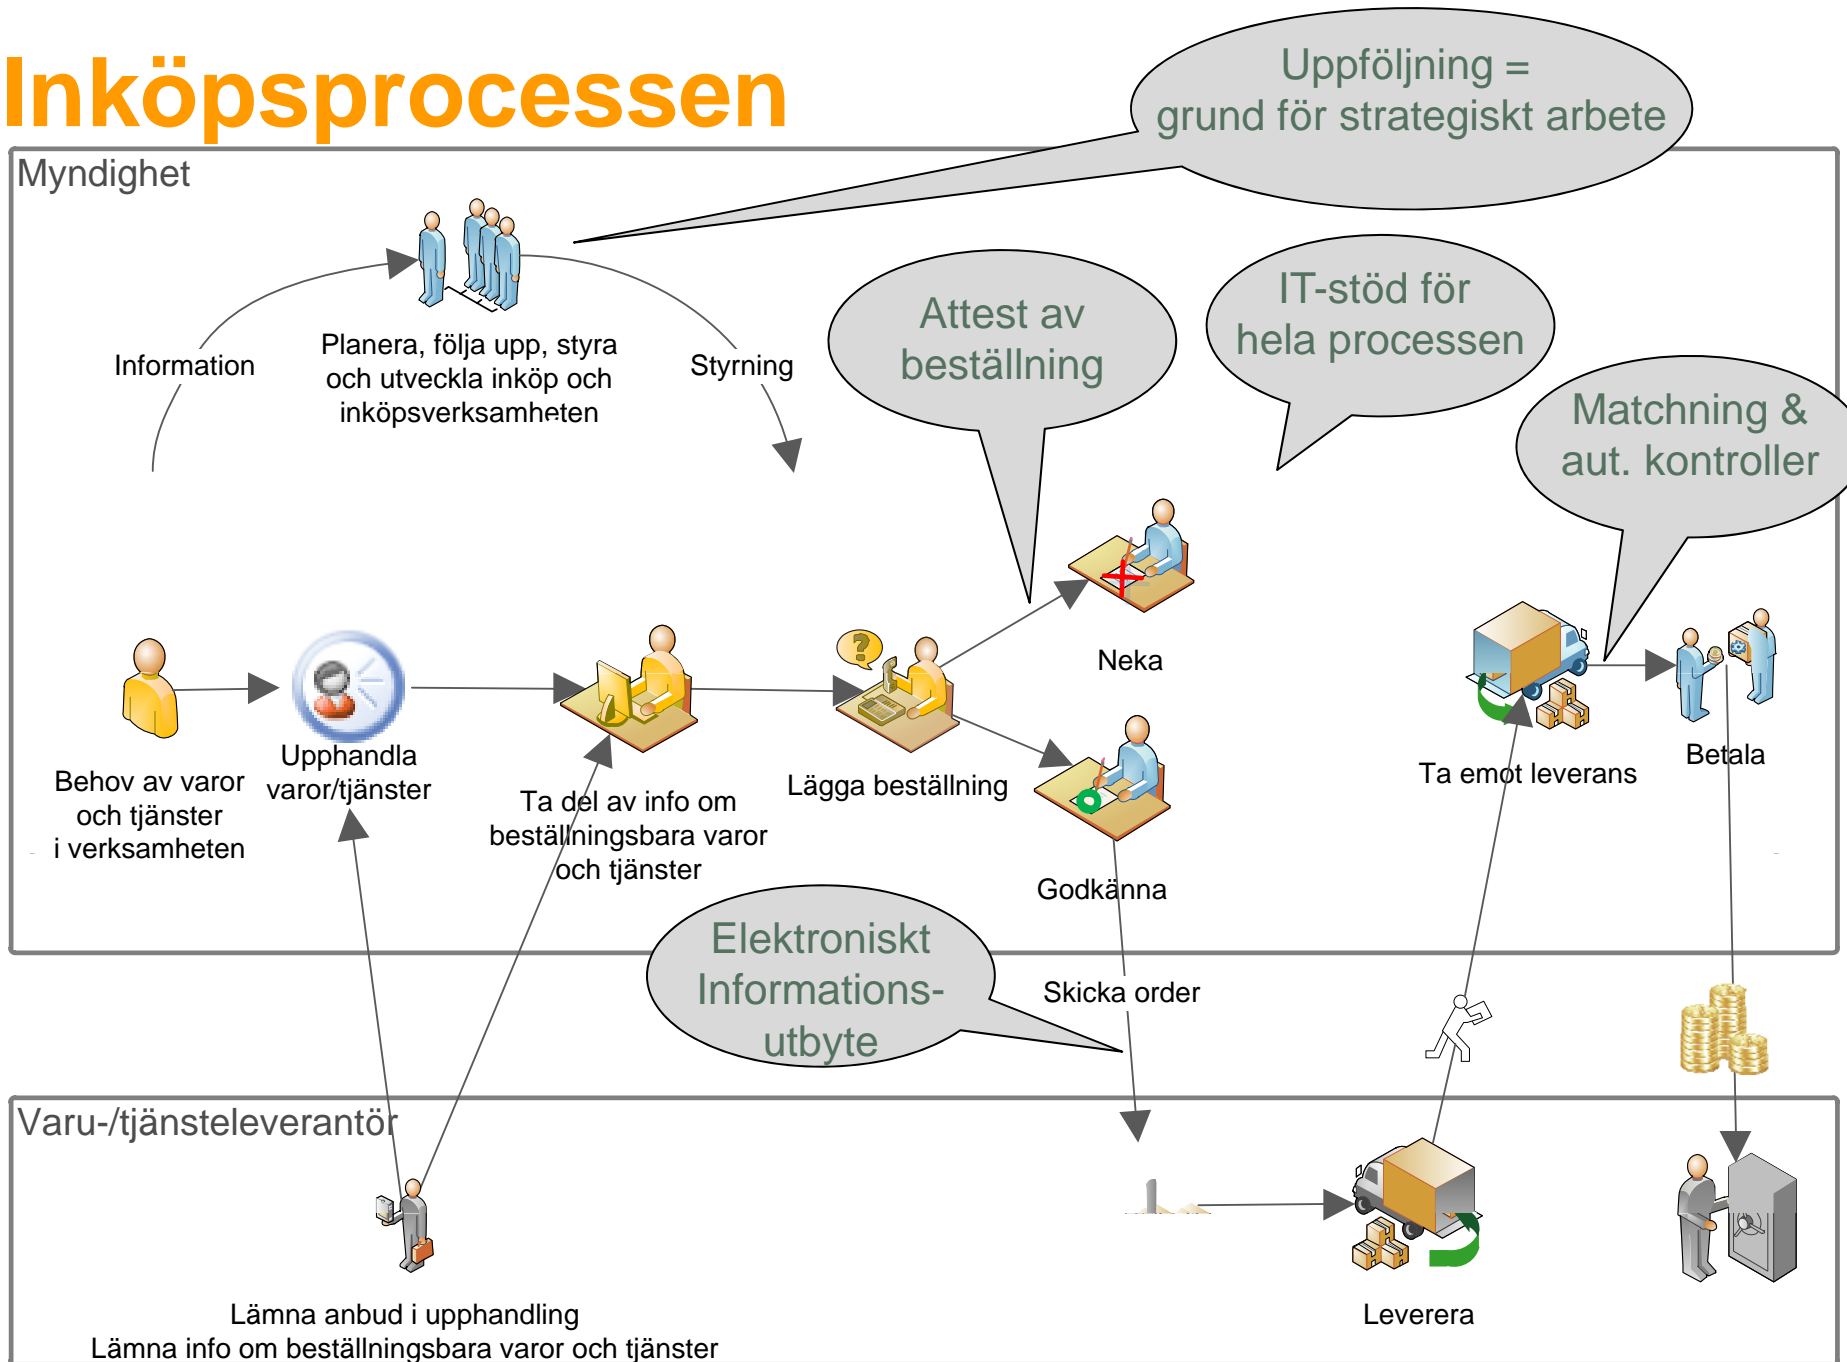 Inköpsprocessen
Uppföljning =
grund för strategiskt arbete
Myndighet
Information
Planera, följa upp, styra
och utveckla inköp och
inköpsverksamheten
Styrning
Attest av
beställning
IT-stöd för
hela processen
Matchning &
aut. kontroller
Behov av varor
och tjänster
i verksamheten
Upphandla
varor/tjänster
Ta del av info om
beställningsbara varor
och tjänster
?
Lägga beställning
Neka
Godkänna
Ta emot leverans
Betala
Elektroniskt
Informations-
utbyte
Skicka order
Varu-/tjänsteleverantör
Lämna anbud i upphandling
Lämna info om beställningsbara varor och tjänster
Leverera